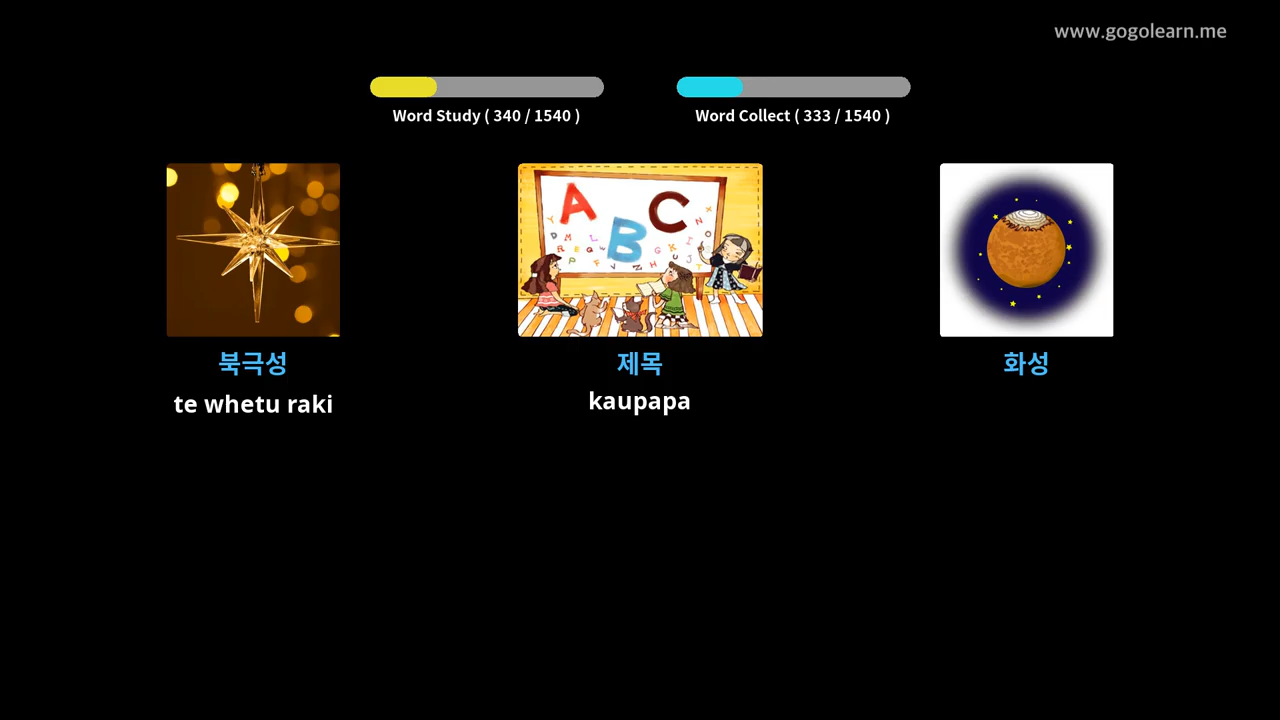 www.gogolearn.me
Word Study ( 340 / 1540 )
Word Collect ( 333 / 1540 )
A B C
북극성
제목
화성
te whetu raki
kaupapa